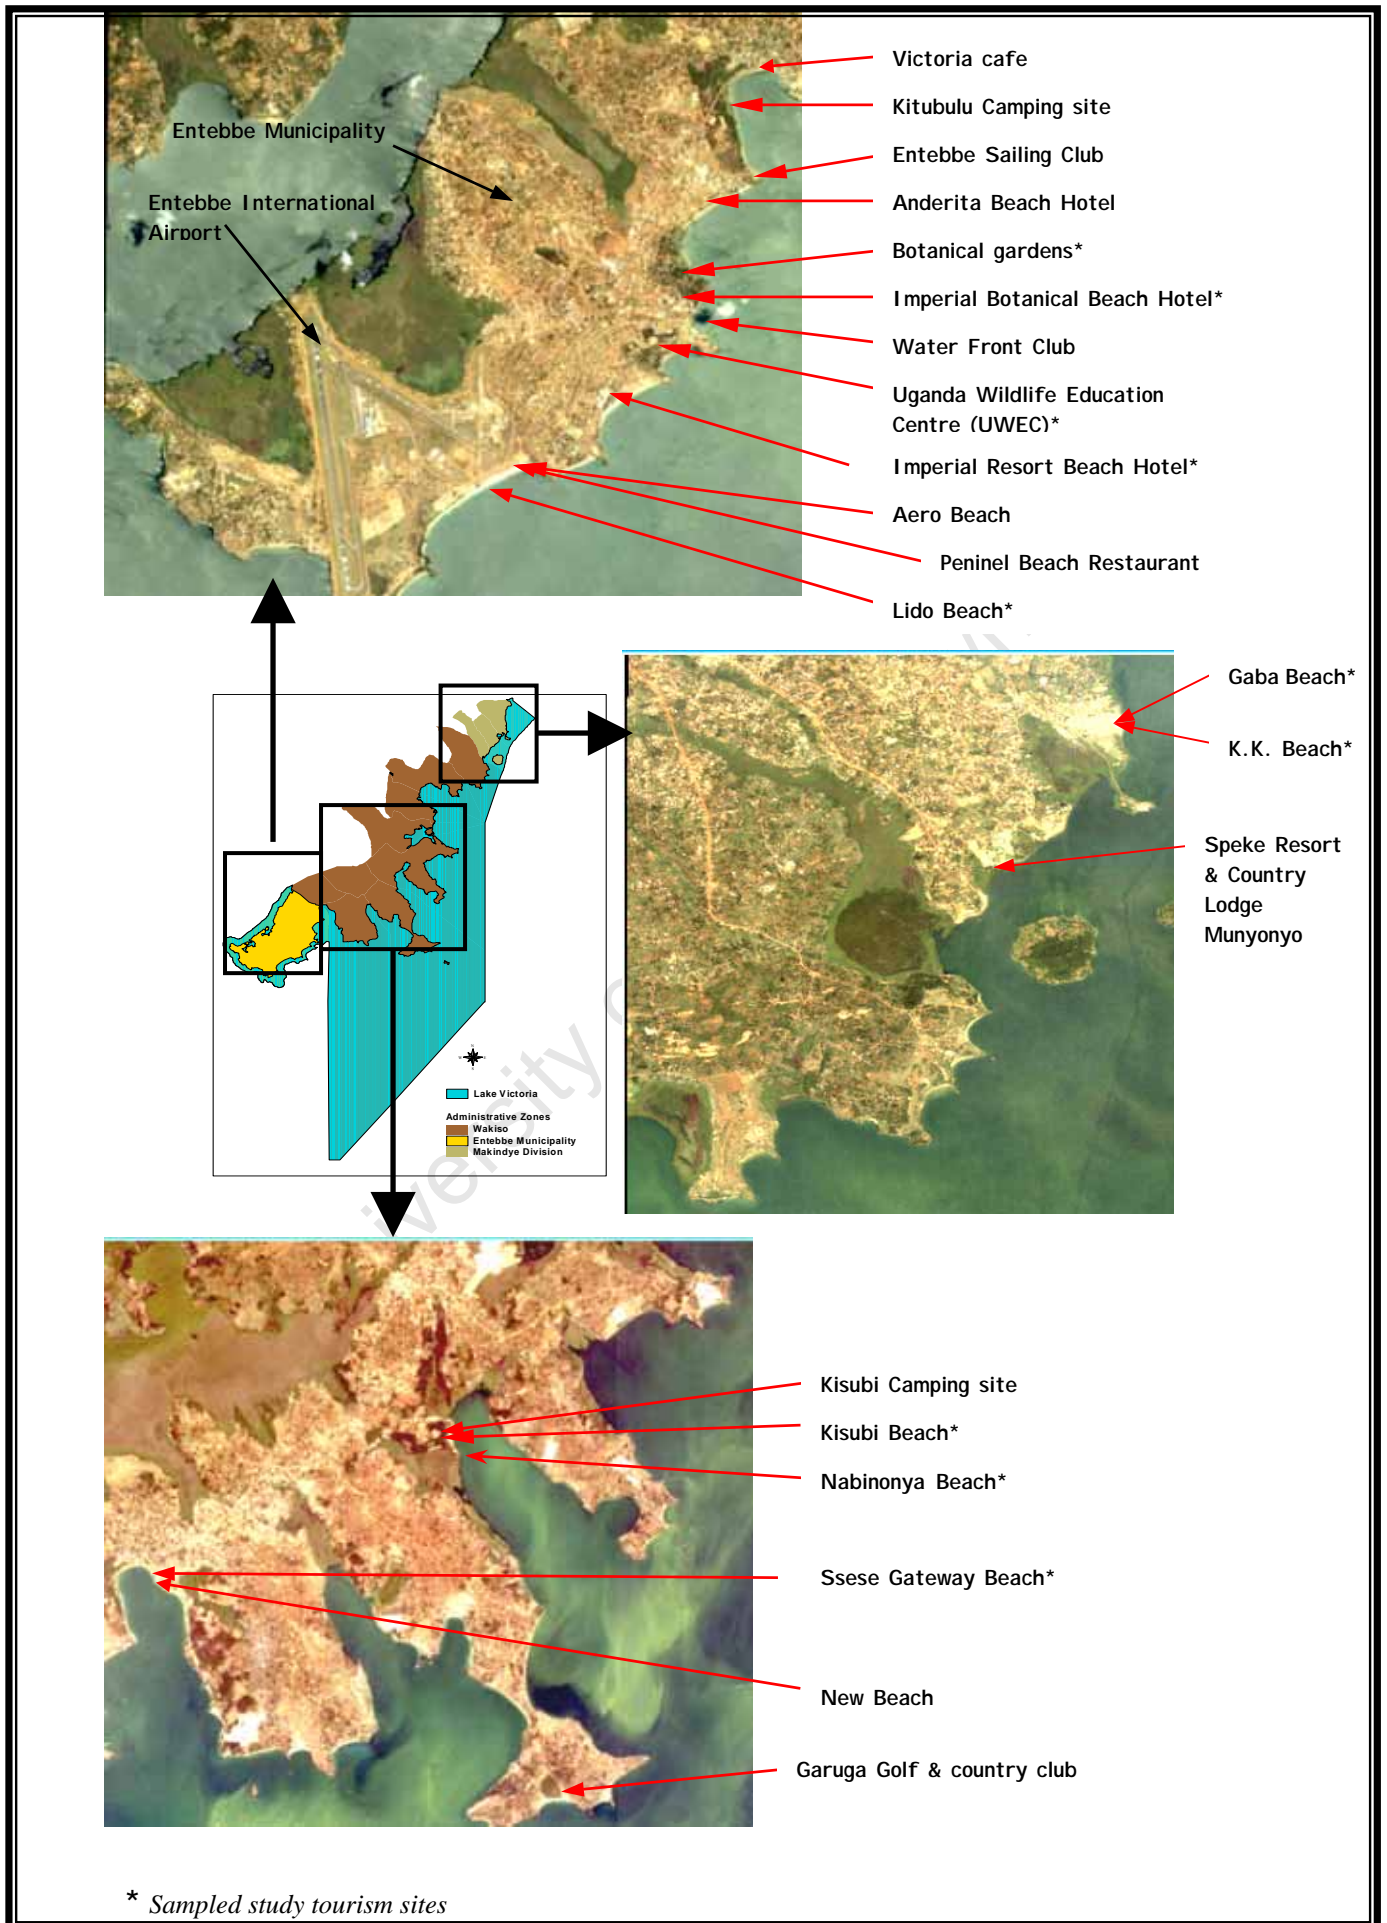 Victoria cafe
Kitubulu Camping site
Entebbe Municipality
Entebbe Sailing Club
Entebbe International
Airport
Anderita Beach Hotel
Botanical gardens*
Imperial Botanical Beach Hotel*
Water Front Club
Uganda Wildlife Education
Centre (UWEC)*
Imperial Resort Beach Hotel*
Aero Beach
Peninel Beach Restaurant
Lido Beach*
Gaba Beach*
K.K. Beach*
Speke Resort
& Country
Lodge
Munyonyo
Lake Victoria
Administrative Zones
Wakiso
Entebbe Municipality
Makindye Division
Kisubi Camping site
Kisubi Beach*
Nabinonya Beach*
Ssese Gateway Beach*
New Beach
Garuga Golf & country club
* Sampled study tourism sites